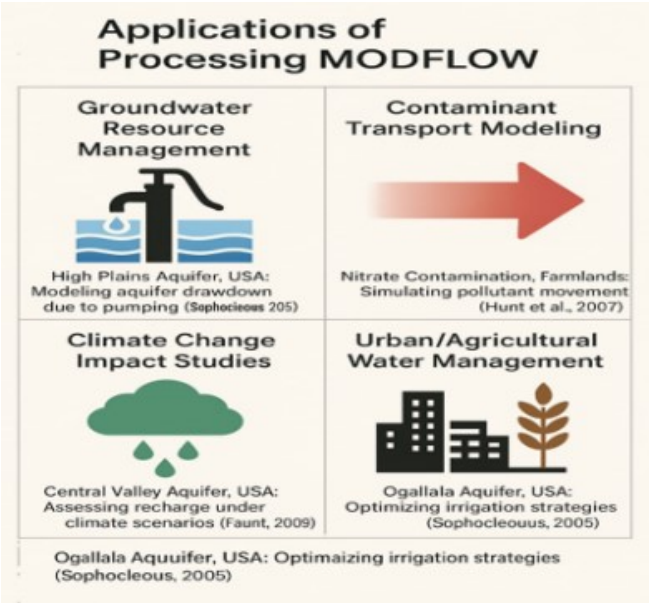 Applications of
Processing MODFLOW
Groundwater
Resource
Management
High Plains Aquifer, USA:
Modeling aquifer drawdown
due to pumping (Sophocieous 205)
Contaminant
Transport Modeling
Nitrate Contamination, Farmlands:
Simulating pollutant movement
(Hunt et al., 2007)
Climate Change
Impact Studies
Central Valley Aquifer, USA:
Assessing recharge under
climate scenarios (Faunt, 2009)
Urban/Agricultural
Water Management
Ogallala Aquifer, USA:
Optimizing irrigation strategies
(Sophocleouus, 2005)
Ogallala Aquuifer, USA: Optimaizing irrigation strategies
(Sophocleous, 2005)